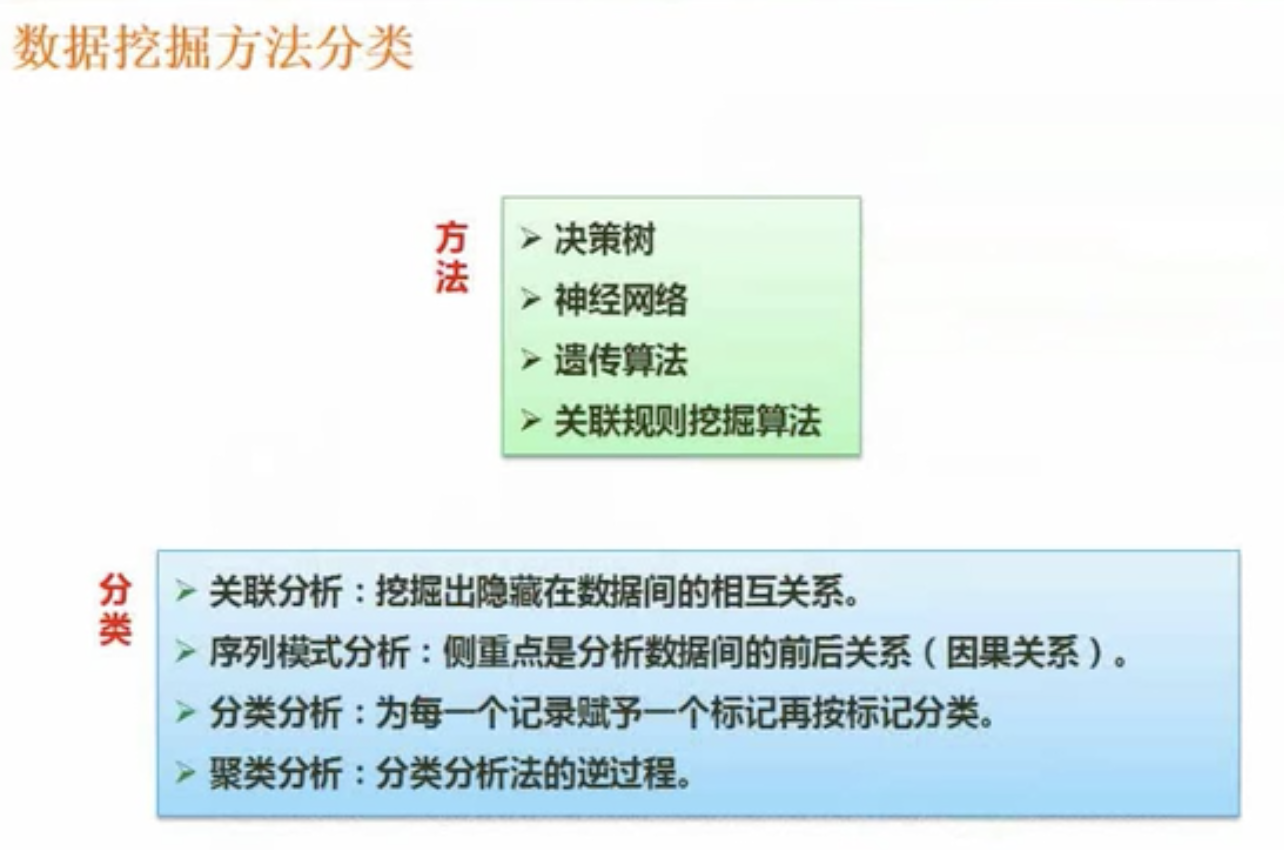 数据挖掘方法分类
方法
➢ 决策树
➢ 神经网络
➢ 遗传算法
➢ 关联规则挖掘算法
分类
➢ 关联分析：挖掘出隐藏在数据间的相互关系。
➢ 序列模式分析：侧重点是分析数据间的前后关系（因果关系）。
➢ 分类分析：为每一个记录赋予一个标记再按标记分类。
➢ 聚类分析：分类分析法的逆过程。